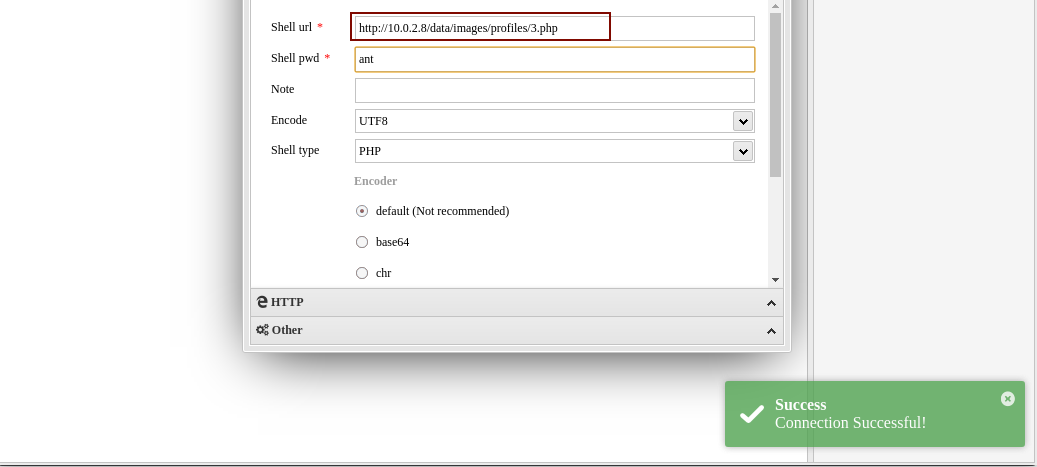 Shell url *
http://10.0.2.8/data/images/profiles/3.php
Shell pwd *
ant
Note
Encode
UTF8
Shell type
PHP
Encoder
default (Not recommended)
base64
chr
HTTP
Other
Success
Connection Successful!